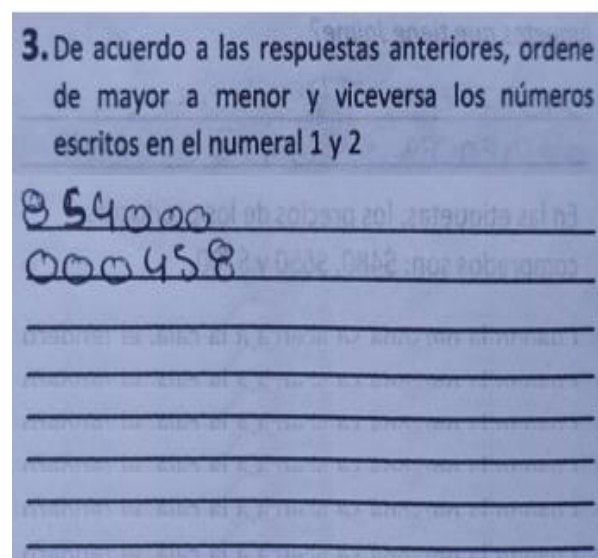 3. De acuerdo a las respuestas anteriores, ordene
de mayor a menor y viceversa los números
escritos en el numeral 1 y 2
854000
000458